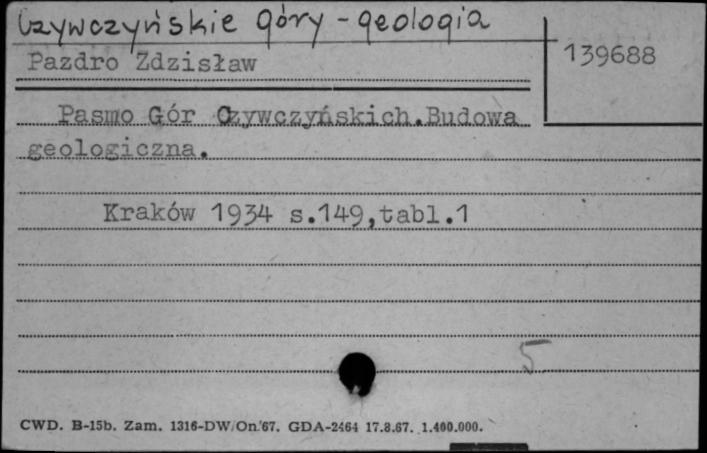 Czywczyńskie góry - geologia
139688
Pazdro Zdzisław
Pasmo Gór Czywczyńskich.Budowa
geologiczna.
Kraków 1934 s.149,tabl.1
5
CWD. B-15b. Zam. 1316-DW/On/67. GDA-2464 17.8.67. 1.400.000.